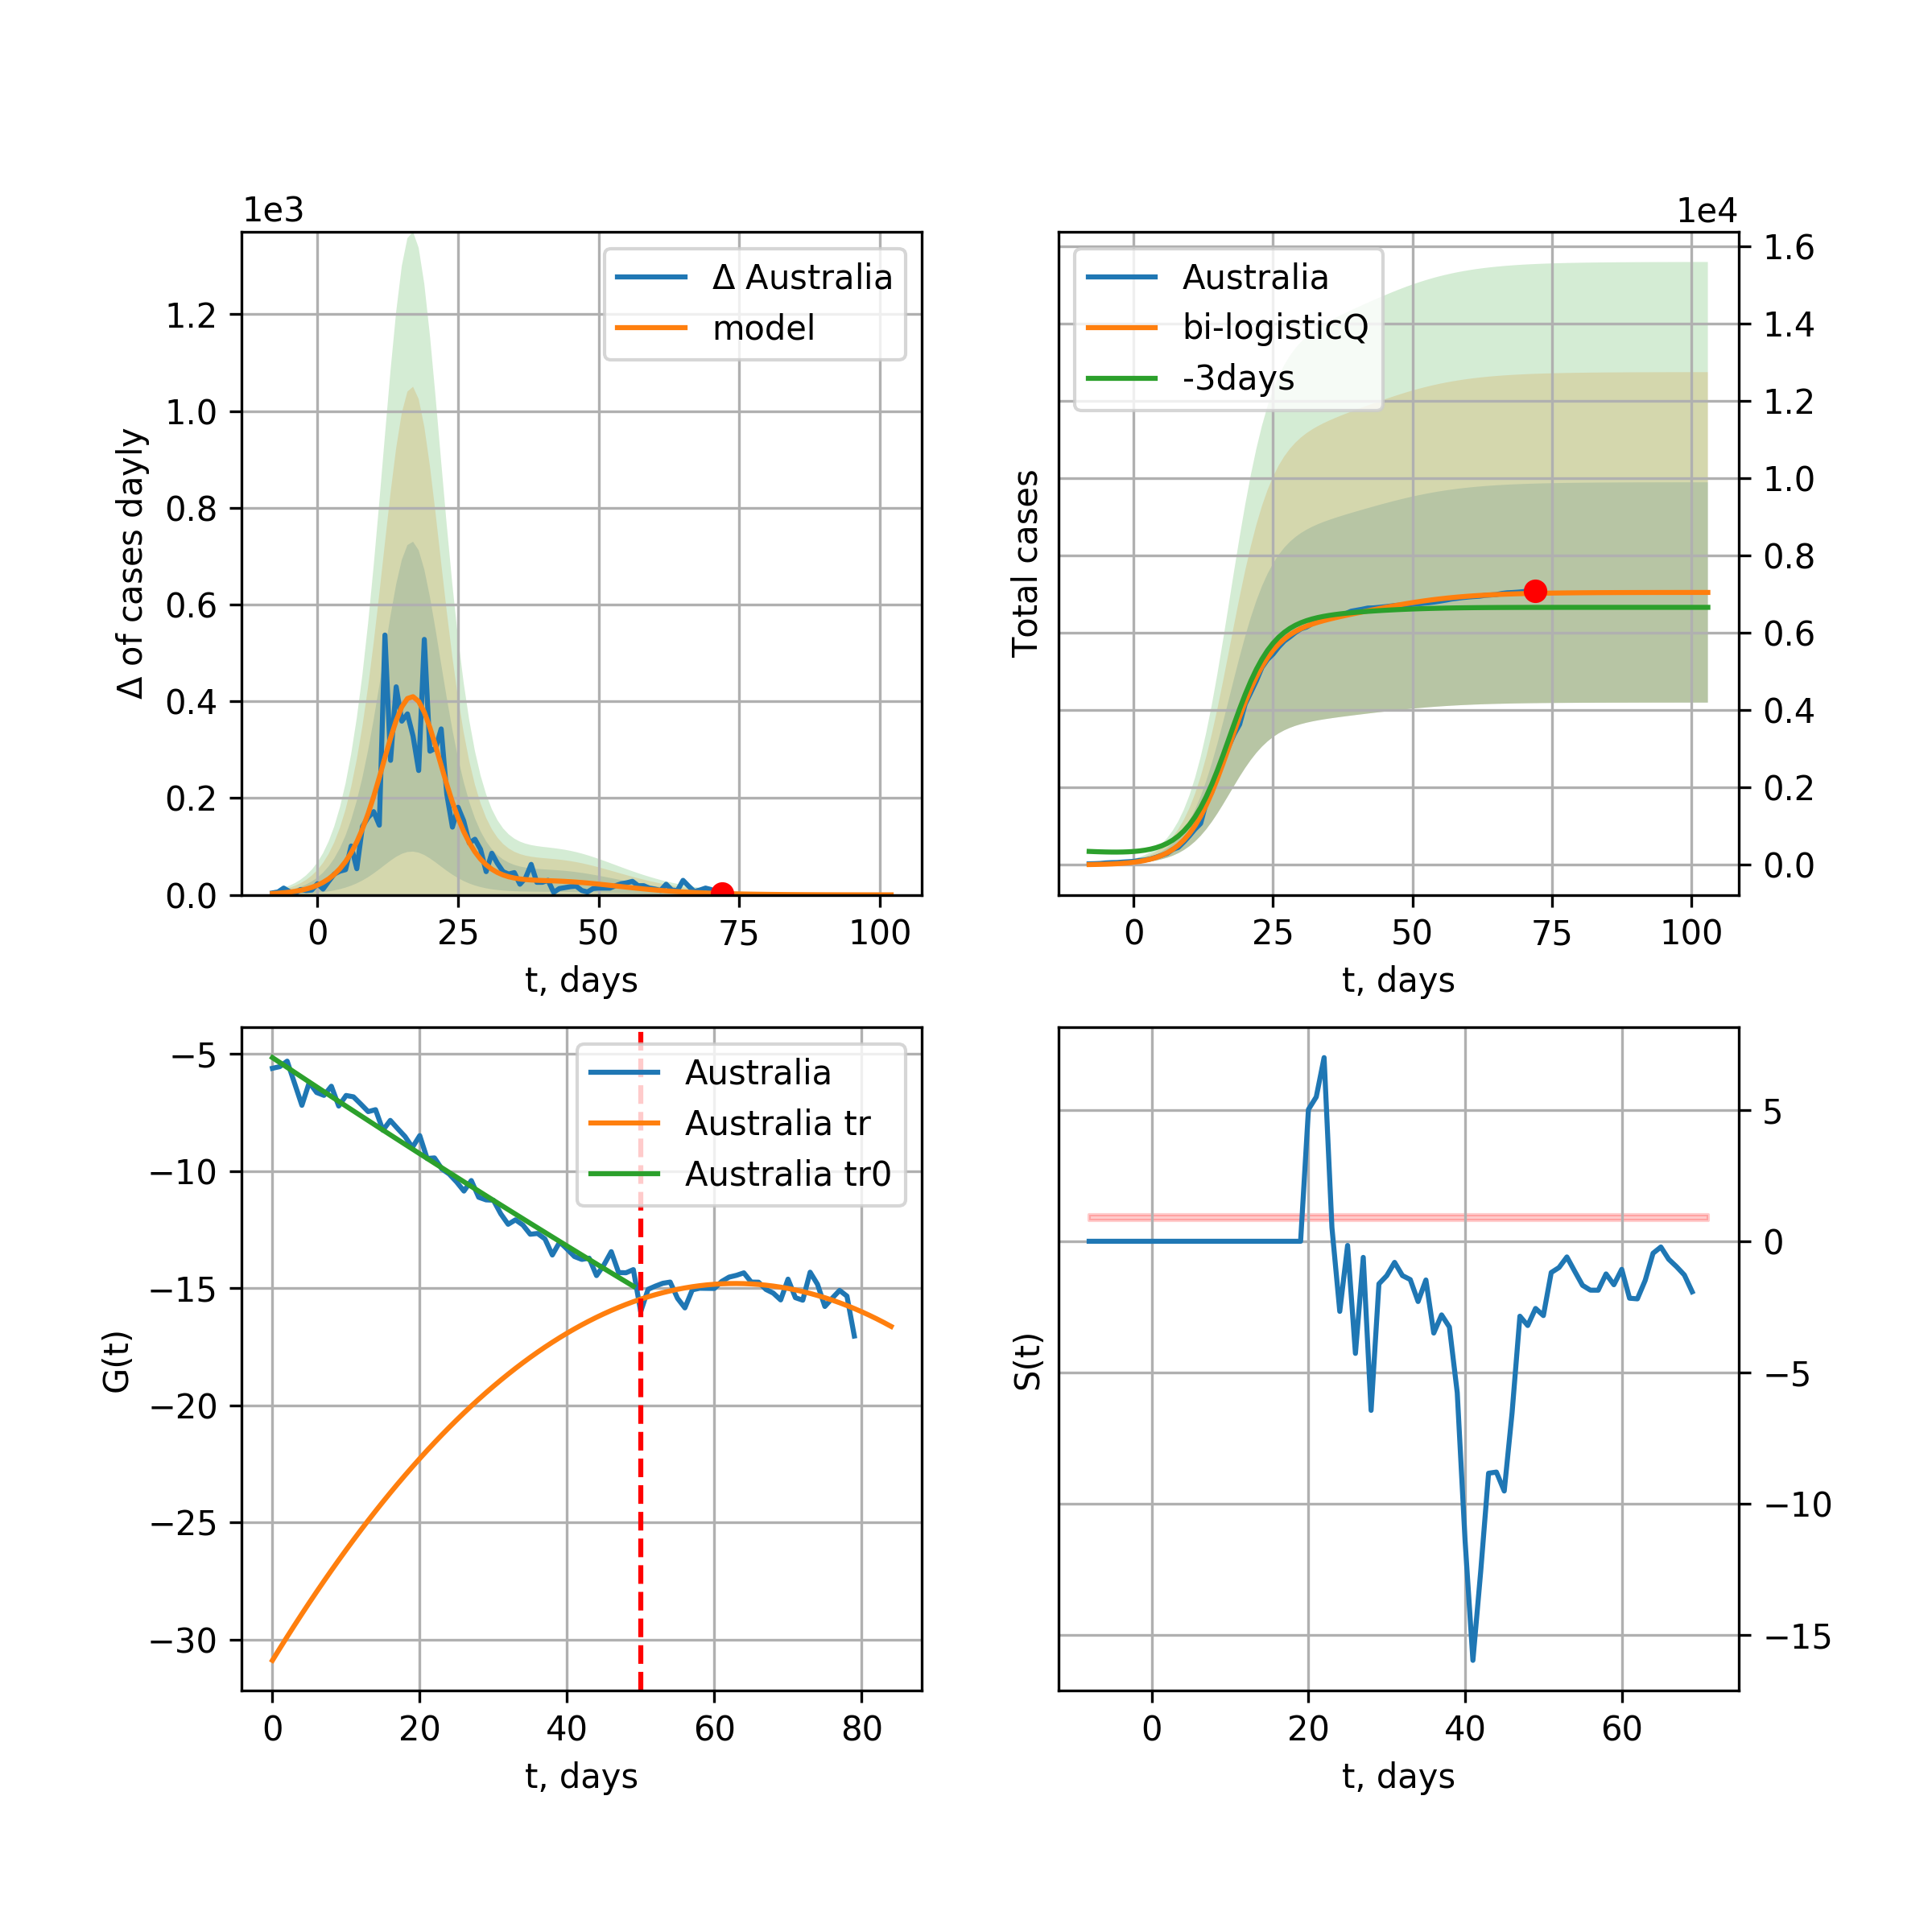 1e3
Δ of cases dayly
1.2
1.0
0.8
0.6
0.4
0.2
0.0
Δ Australia
model
0 25 50 75 100
t, days
1e4
Total cases
Australia
bi-logisticQ
-3days
1.6
1.4
1.2
1.0
0.8
0.6
0.4
0.2
0.0
0 25 50 75 100
t, days
G(t)
−5
−10
−15
−20
−25
−30
Australia
Australia tr
Australia tr0
0 20 40 60 80
t, days
S(t)
5
0
−5
−10
−15
0 20 40 60
t, days